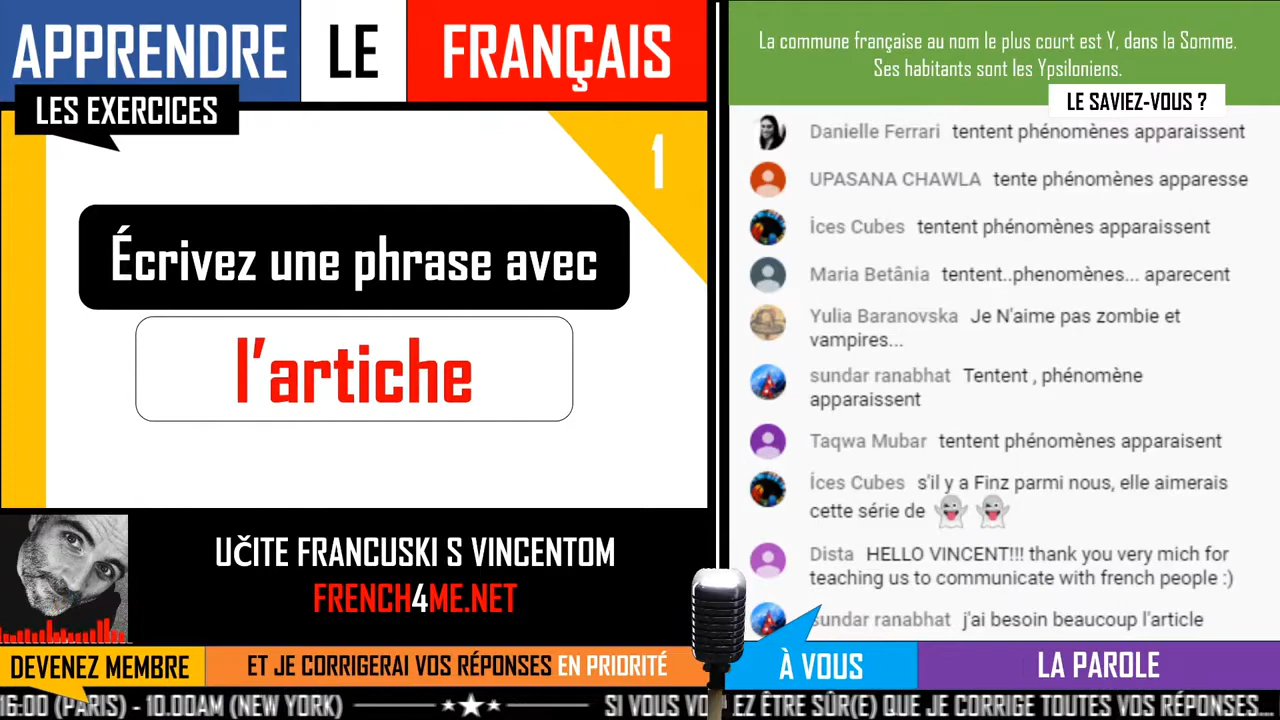 APPRENDRE LE FRANÇAIS
LES EXERCICES
1
Écrivez une phrase avec
l'artiche
UČITE FRANCUSKI S VINCENTOM
FRENCH4ME.NET
La commune française au nom le plus court est Y, dans la Somme.
Ses habitants sont les Ypsiloniens.
LE SAVIEZ-VOUS ?
Danielle Ferrari tentent phénomènes apparaissent
UPASANA CHAWLA tente phénomènes apparesse
İces Cubes tentent phénomènes apparaissent
Maria Betânia tentent..phenomènes... aparecent
Yulia Baranovska Je N'aime pas zombie et
vampires...
sundar ranabhat Tentent , phénomène
apparaissent
Taqwa Mubar tentent phénomènes apparaisent
İces Cubes s'il y a Finz parmi nous, elle aimerais
cette série de 👻 👻
Dista HELLO VINCENT!!! thank you very mich for
teaching us to communicate with french people :)
sundar ranabhat j'ai besoin beaucoup l'article
DEVENEZ MEMBRE ET JE CORRIGERAI VOS RÉPONSES EN PRIORITÉ
À VOUS LA PAROLE
16:00 (PARIS) - 10.00AM (NEW YORK) SI VOUS VO EZ ÊTRE SÛR(E) QUE JE CORRIGE TOUTES VOS RÉPONSES...